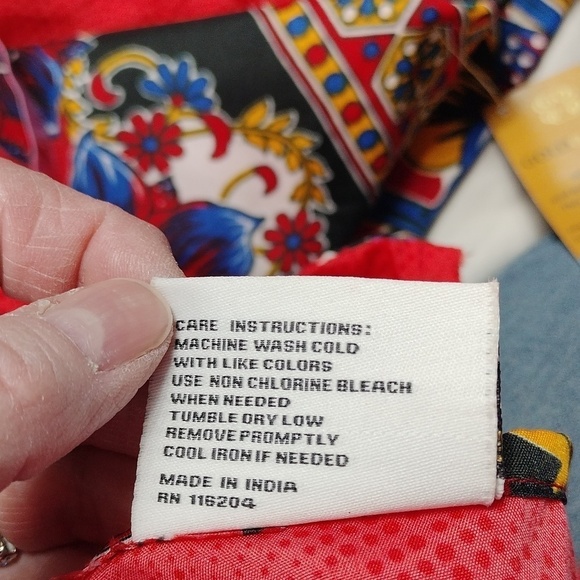 CARE INSTRUCTIONS:
MACHINE WASH COLD
WITH LIKE COLORS
USE NON CHLORINE BLEACH
WHEN NEEDED
TUMBLE DRY LOW
REMOVE PROMPTLY
COOL IRON IF NEEDED
MADE IN INDIA
RN 116204